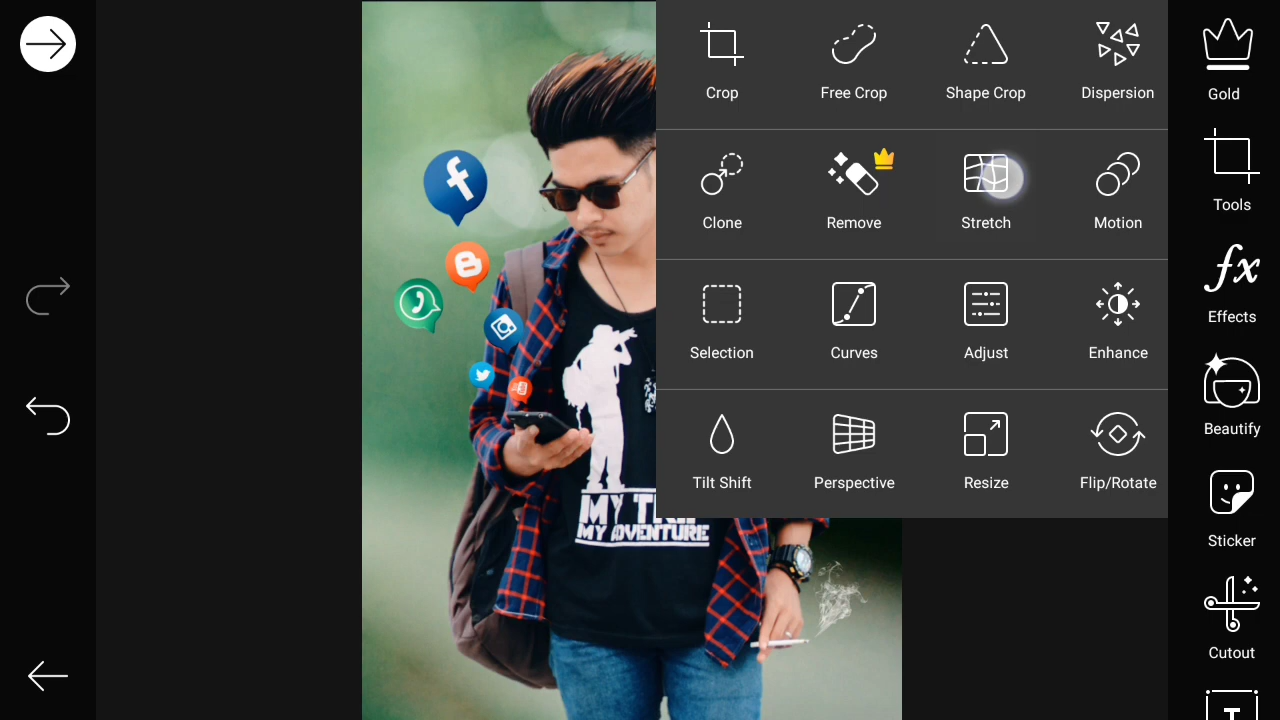 Crop
Free Crop
Shape Crop
Dispersion
Gold
Clone
Remove
Stretch
Motion
Tools
fx
Effects
Selection
Curves
Adjust
Enhance
Beautify
Tilt Shift
Perspective
Resize
Flip/Rotate
Sticker
Cutout
T
MY
MY ADVENTURE